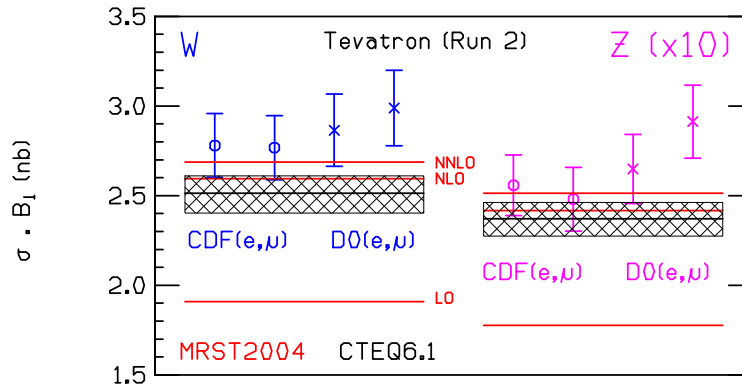 3.5
W Tevatron (Run 2) Z (x10)
3.0
NNLO
NLO
2.5
σ . B_l (nb)
CDF(e,μ) D0(e,μ)
CDF(e,μ) D0(e,μ)
2.0
LO
MRST2004 CTEQ6.1
1.5